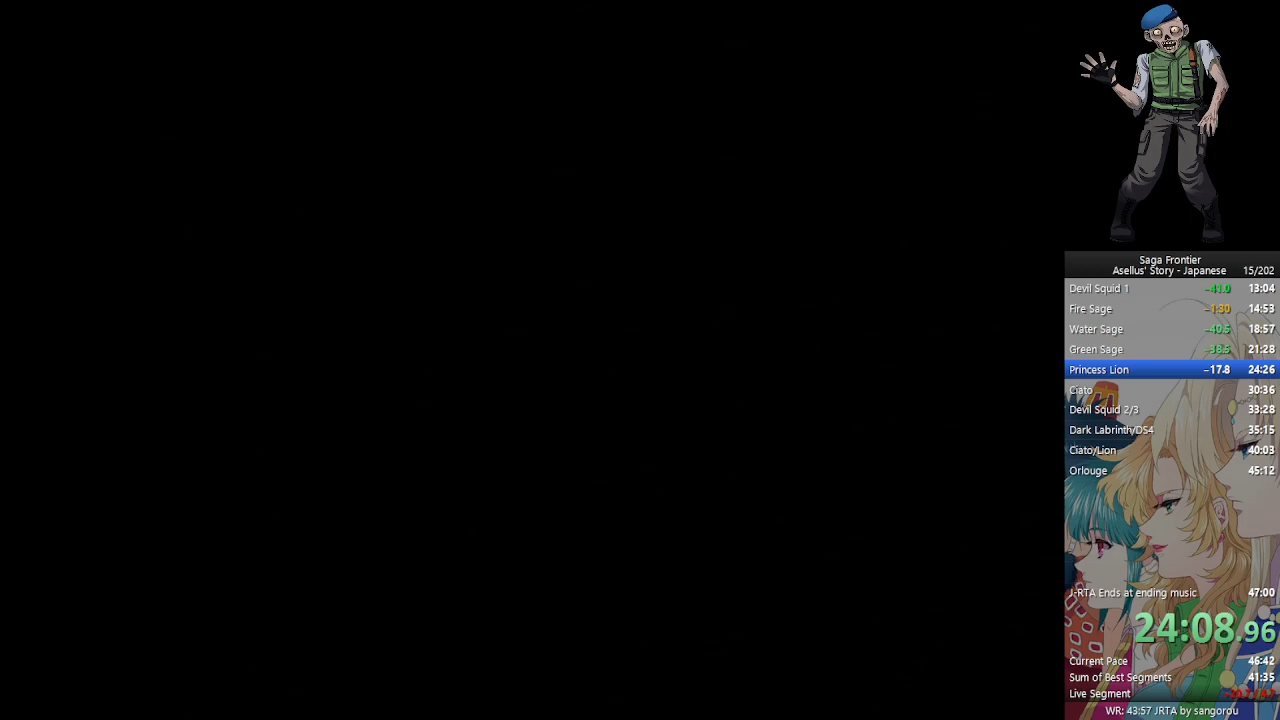 Saga Frontier
Asellus' Story - Japanese 15/202
Devil Squid 1 -41.0 13:04
Fire Sage -1:30 14:53
Water Sage -40.5 18:57
Green Sage -38.5 21:28
Princess Lion -17.8 24:26
Ciato 30:36
Devil Squid 2/3 33:28
Dark Labrinth/DS4 35:15
Ciato/Lion 40:03
Orlouge 45:12
J-RTA Ends at ending music 47:00
24:08.96
Current Pace 46:42
Sum of Best Segments 41:35
Live Segment
WR: 43:57 JRTA by sangorou